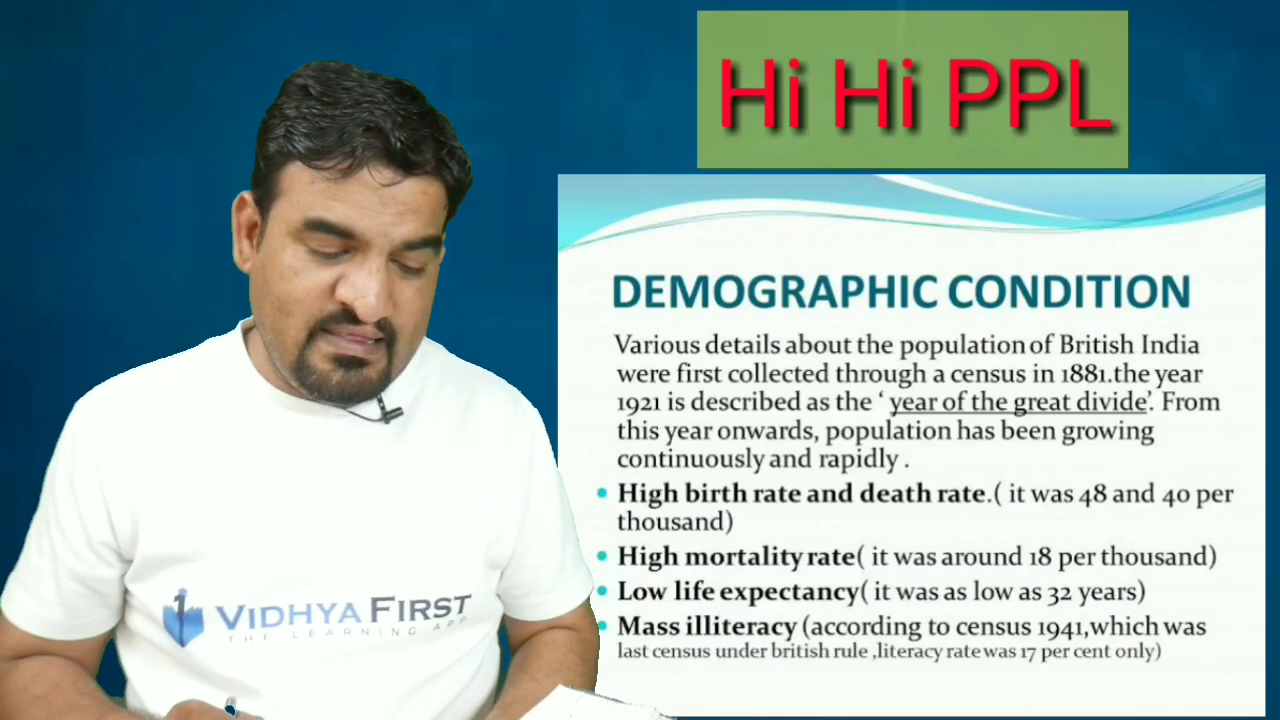 Hi Hi PPL
DEMOGRAPHIC CONDITION
Various details about the population of British India
were first collected through a census in 1881.the year
1921 is described as the ‘ year of the great divide’. From
this year onwards, population has been growing
continuously and rapidly .
• High birth rate and death rate.( it was 48 and 40 per
thousand)
• High mortality rate( it was around 18 per thousand)
• Low life expectancy( it was as low as 32 years)
• Mass illiteracy (according to census 1941,which was
last census under british rule ,literacy rate was 17 per cent only)
VIDHYA FIRST
THE LEARNING APP